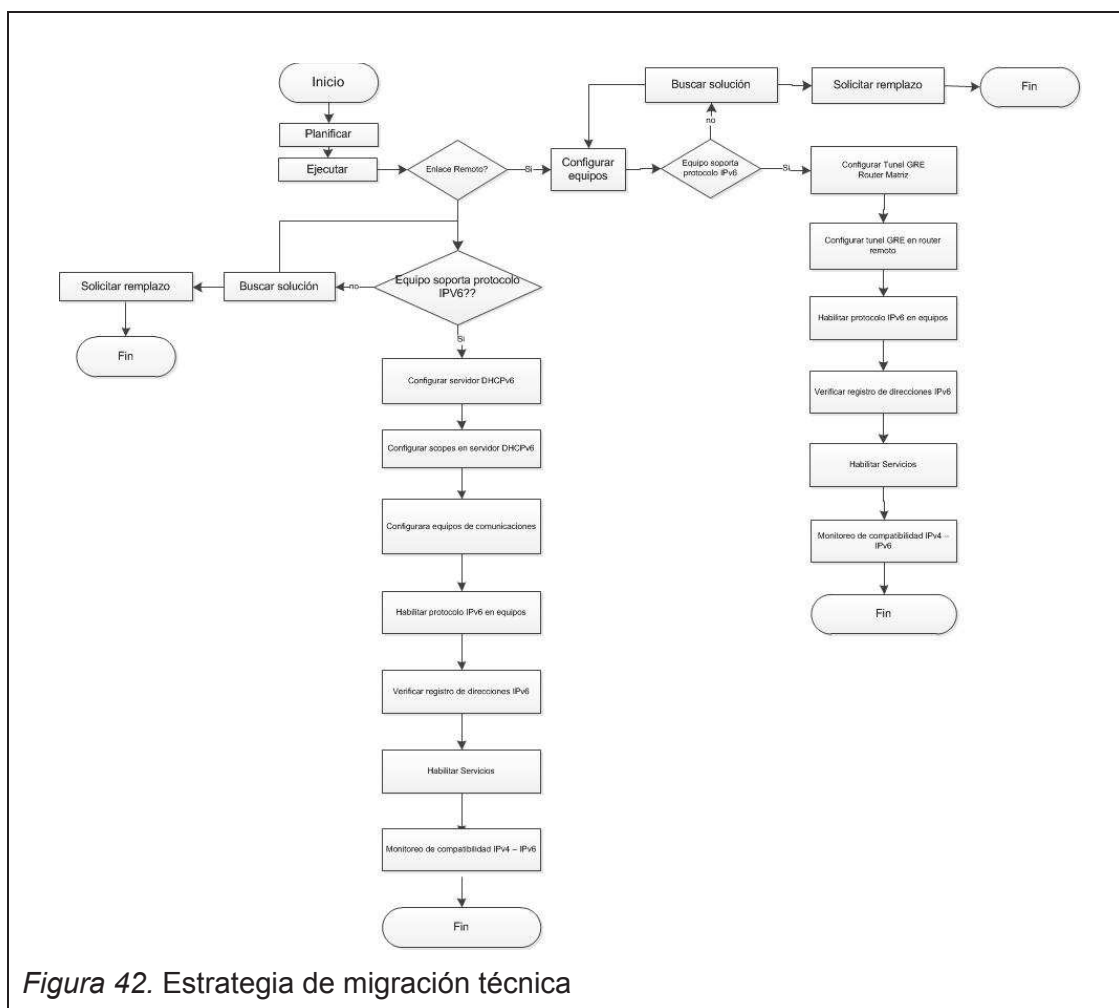 Inicio
Planificar
Ejecutar
Enlace Remoto?
Si
Configurar
equipos
Equipo soporta
protocolo IPv6
no
Buscar solución
Solicitar remplazo
Fin
Si
Configurar Tunel GRE
Router Matriz
Configurar tunel GRE en router
remoto
Habilitar protocolo IPv6 en equipos
Verificar registro de direcciones IPv6
Habilitar Servicios
Monitoreo de compatibilidad IPv4 –
IPv6
Fin
Equipo soporta protocolo
IPV6??
no
Buscar solución
Solicitar remplazo
Fin
Si
Configurar servidor DHCPv6
Configurar scopes en servidor DHCPv6
Configurara equipos de comunicaciones
Habilitar protocolo IPv6 en equipos
Verificar registro de direcciones IPv6
Habilitar Servicios
Monitoreo de compatibilidad IPv4 – IPv6
Fin
Figura 42. Estrategia de migración técnica